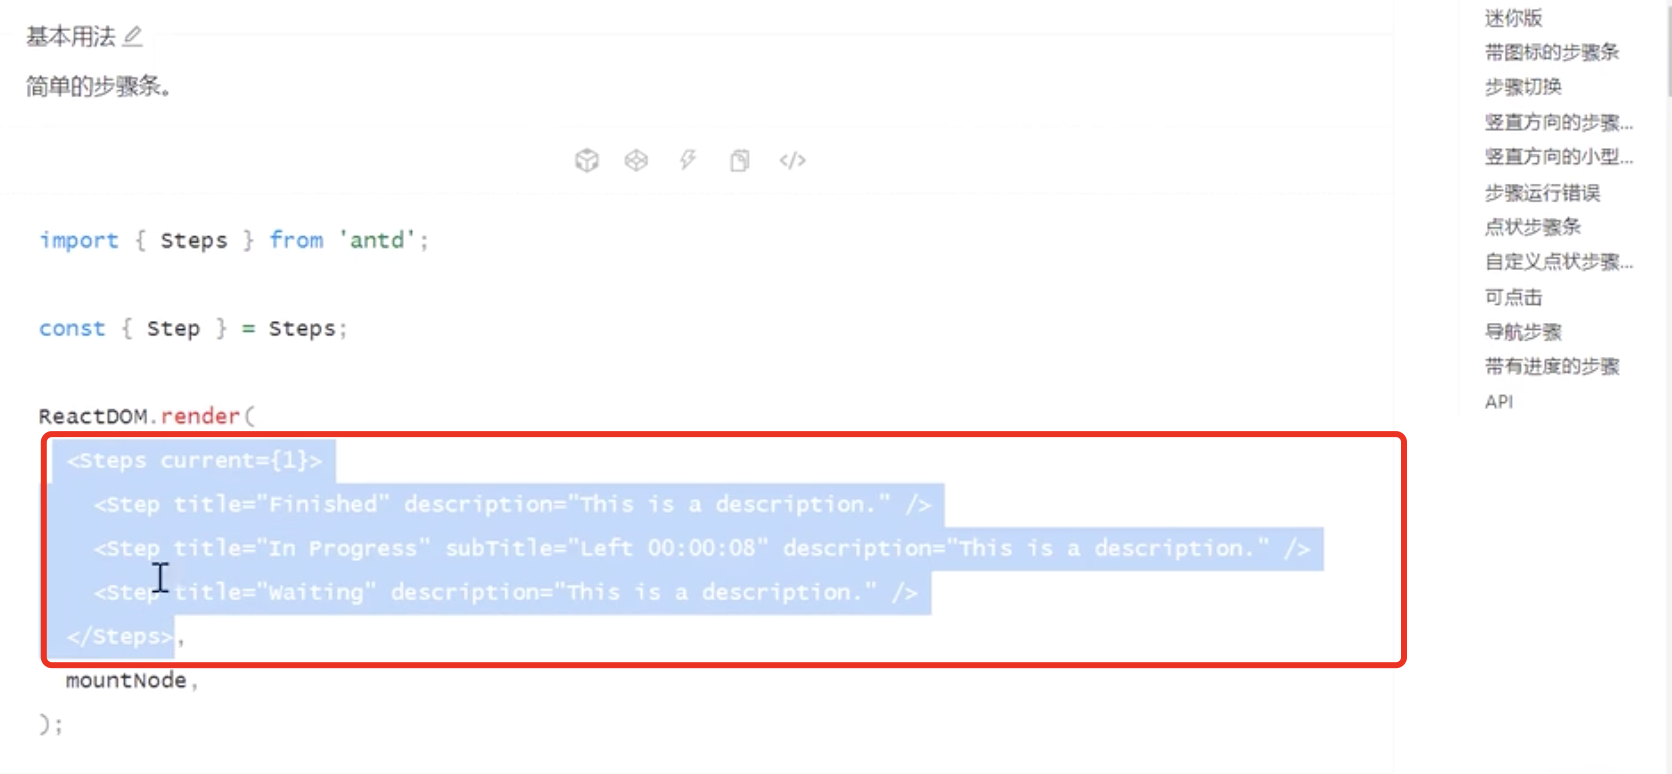 基本用法
简单的步骤条。
import { Steps } from 'antd';
const { Step } = Steps;
ReactDOM.render(
<Steps current={1}>
<Step title="Finished" description="This is a description." />
<Step title="In Progress" subTitle="Left 00:00:08" description="This is a description." />
<Step title="Waiting" description="This is a description." />
</Steps>,
mountNode,
);
迷你版
带图标的步骤条
步骤切换
竖直方向的步骤...
竖直方向的小型...
步骤运行错误
点状步骤条
自定义点状步骤...
可点击
导航步骤
带有进度的步骤
API